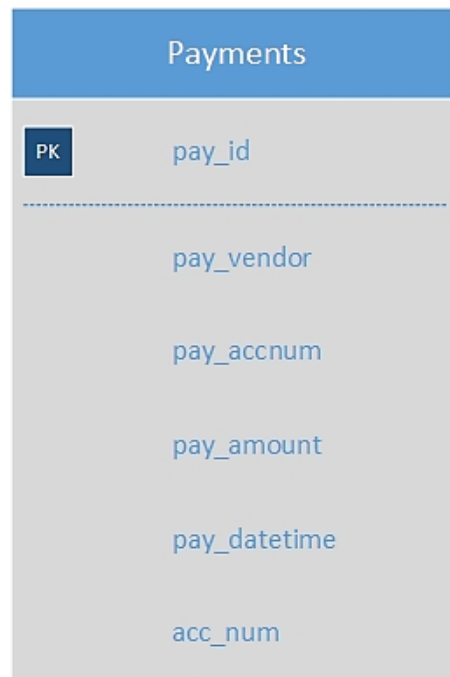 Payments
PK pay_id
pay_vendor
pay_accnum
pay_amount
pay_datetime
acc_num